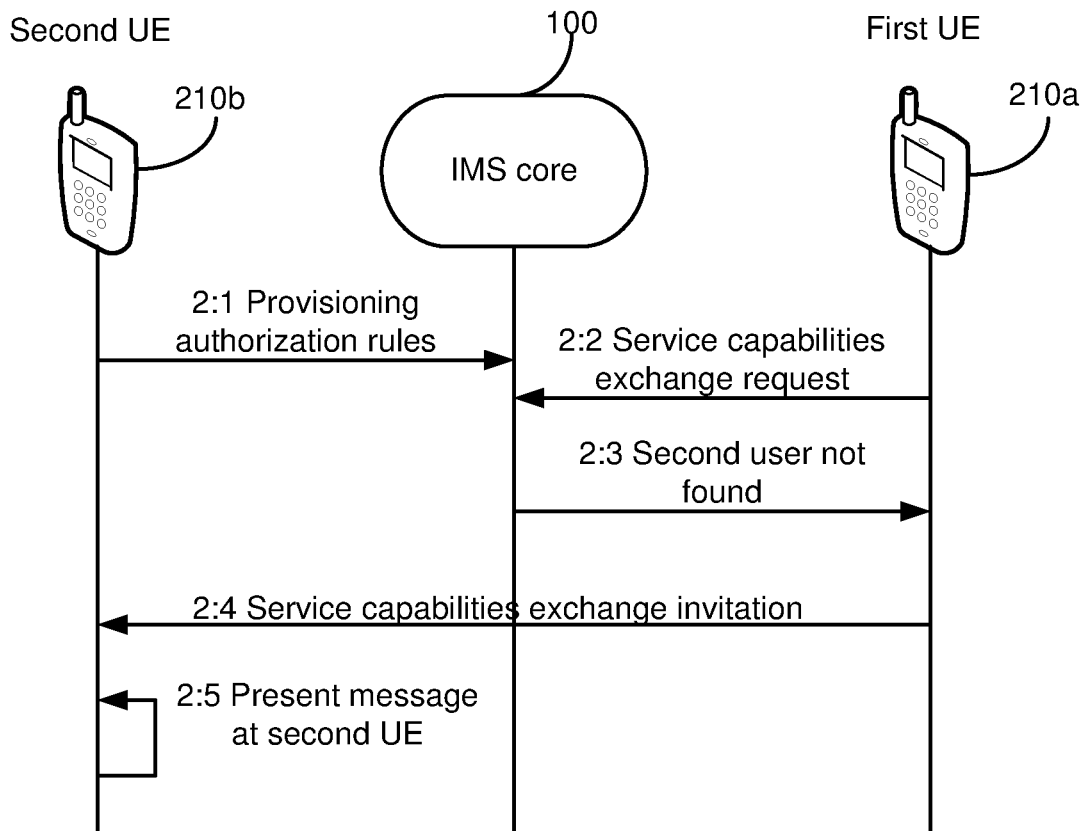 Second UE
100
First UE
210b
210a
IMS core
2:1 Provisioning
authorization rules
2:2 Service capabilities
exchange request
2:3 Second user not
found
2:4 Service capabilities exchange invitation
2:5 Present message
at second UE